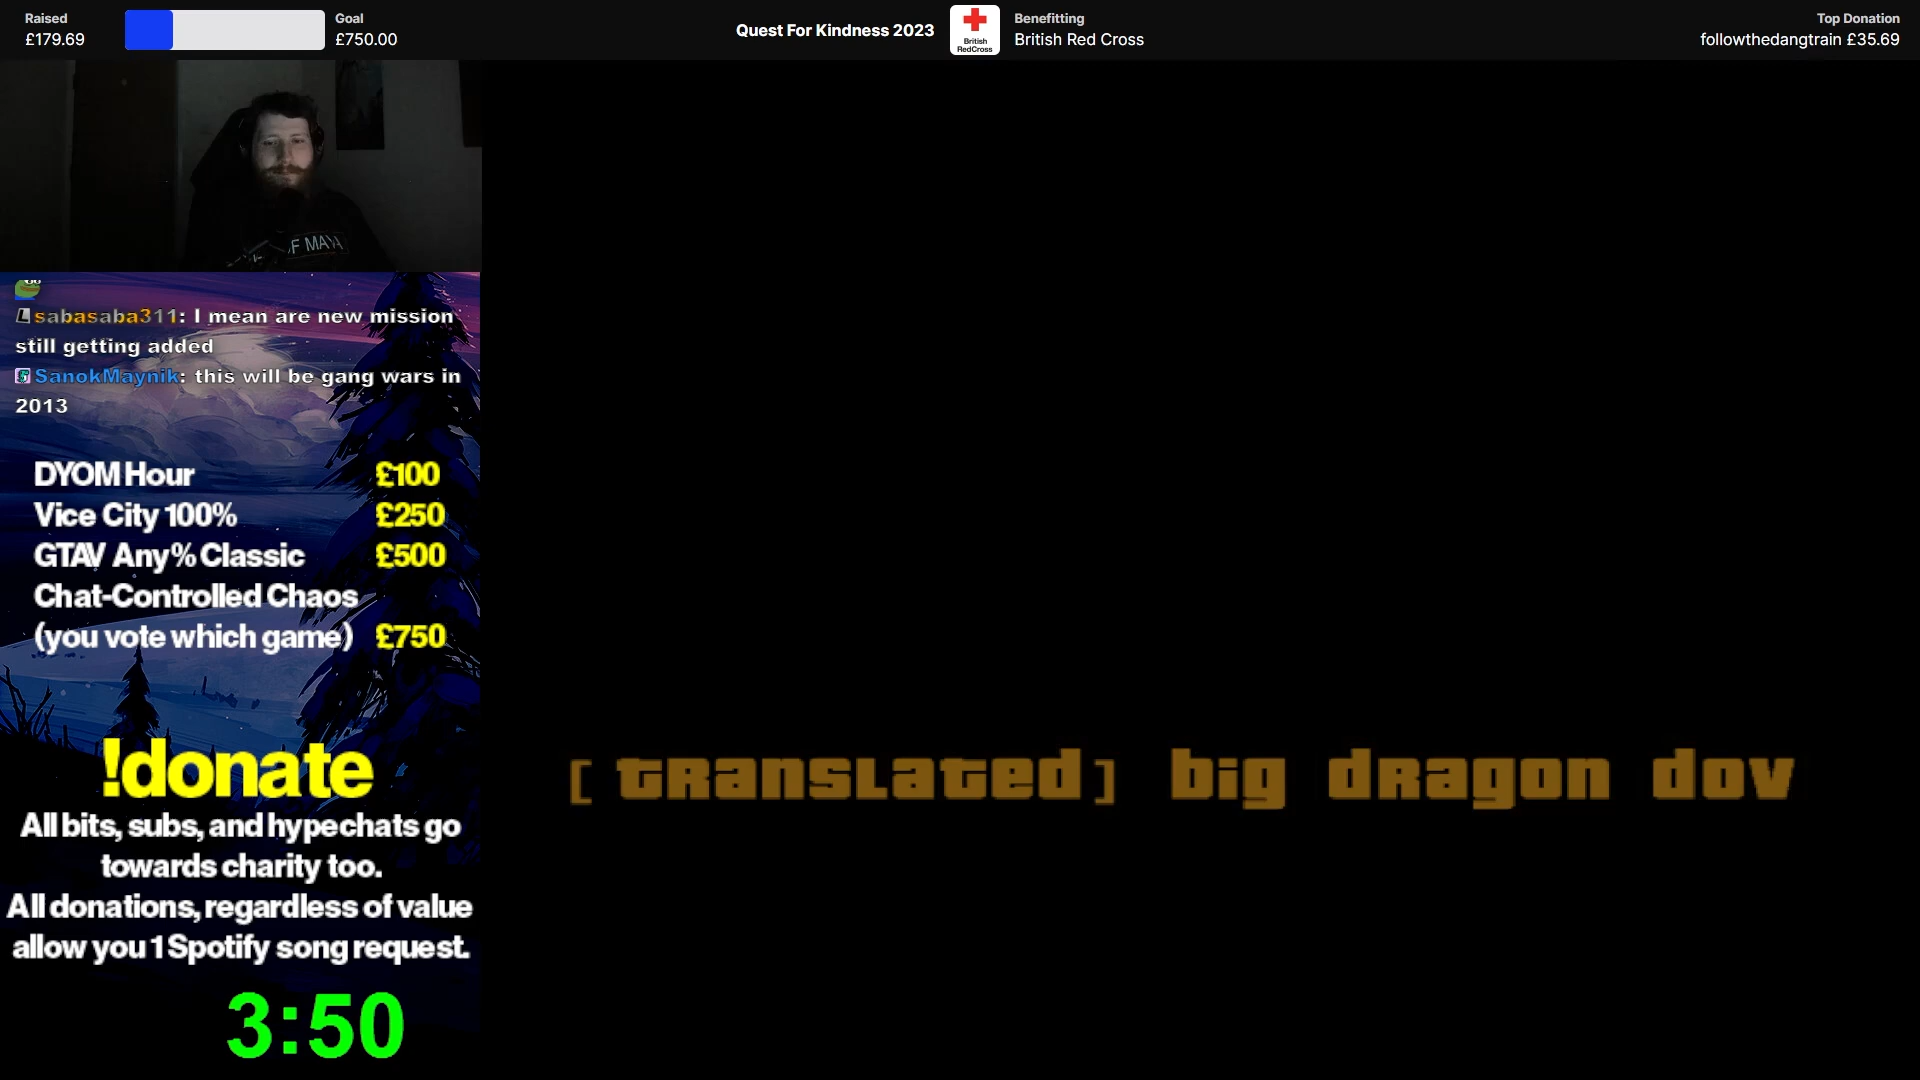 Raised
£179.69
Goal
£750.00
Quest For Kindness 2023
British
RedCross
Benefitting
British Red Cross
Top Donation
followthedangtrain £35.69
OF MAYA
sabasaba311: I mean are new mission
still getting added
SanokMaynik: this will be gang wars in
2013
DYOM Hour £100
Vice City 100% £250
GTAV Any% Classic £500
Chat-Controlled Chaos
(you vote which game) £750
!donate
All bits, subs, and hypechats go
towards charity too.
All donations, regardless of value
allow you 1 Spotify song request.
3:50
[translated] big dragon dov